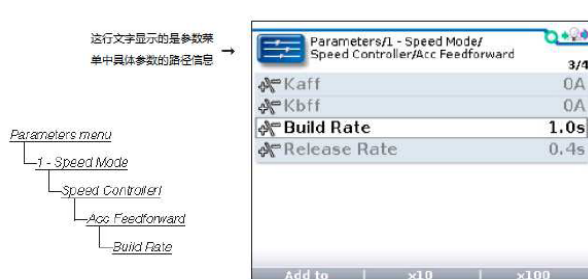 这行文字显示的是参数菜
单中具体参数的路径信息
→
Parameters menu
1 - Speed Mode
Speed Controllerl
Acc Feedforward
Build Rate
Parameters/1 - Speed Mode/
Speed Controller/Acc Feedforward
3/4
Kaff 0A
Kbff 0A
Build Rate 1.0s
Release Rate 0.4s
Add to | x10 | x100